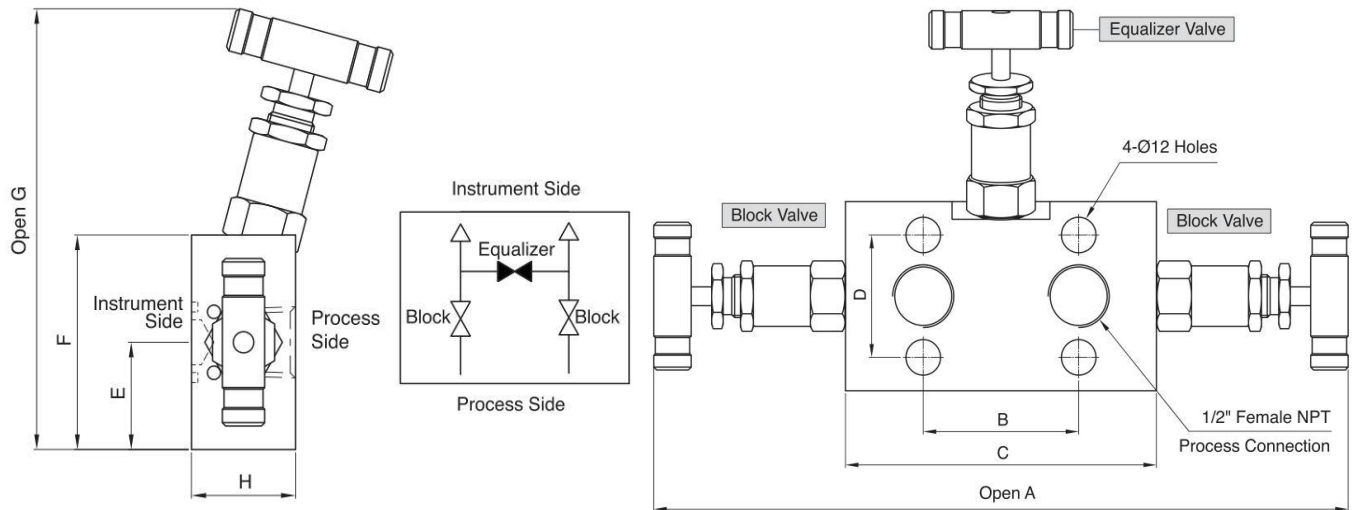 Open G
F
E
H
Instrument
Side
Process
Side
Instrument Side
Equalizer
Block
Block
Process Side
Equalizer Valve
4-Ø12 Holes
Block Valve
Block Valve
D
B
C
1/2" Female NPT
Process Connection
Open A